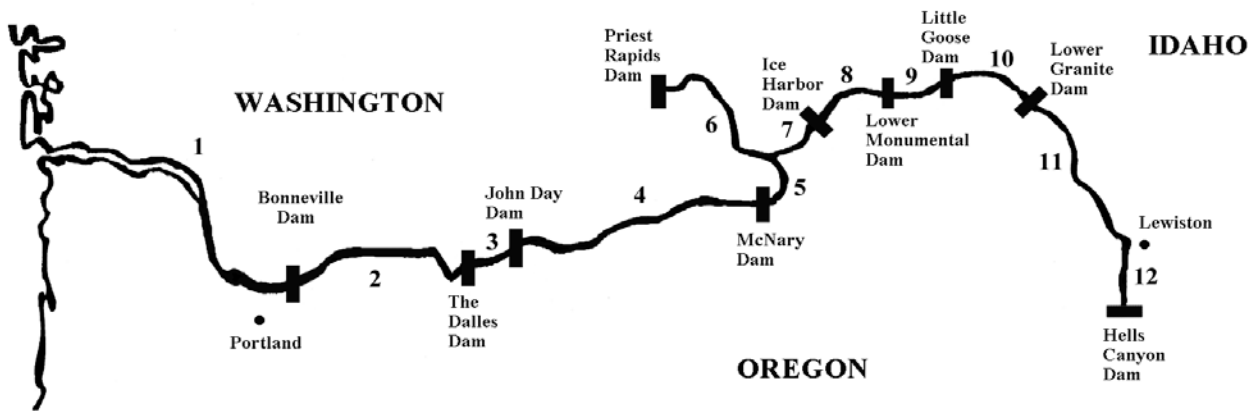 Little
Goose
Dam
10
Lower
Granite
Dam
IDAHO
Priest
Rapids
Dam
Ice
Harbor
Dam
8
9
WASHINGTON
6
7
Lower
Monumental
Dam
1
11
Bonneville
Dam
John Day
Dam
4
5
Lewiston
McNary
Dam
3
2
12
The
Dalles
Dam
Portland
Hells
Canyon
Dam
OREGON